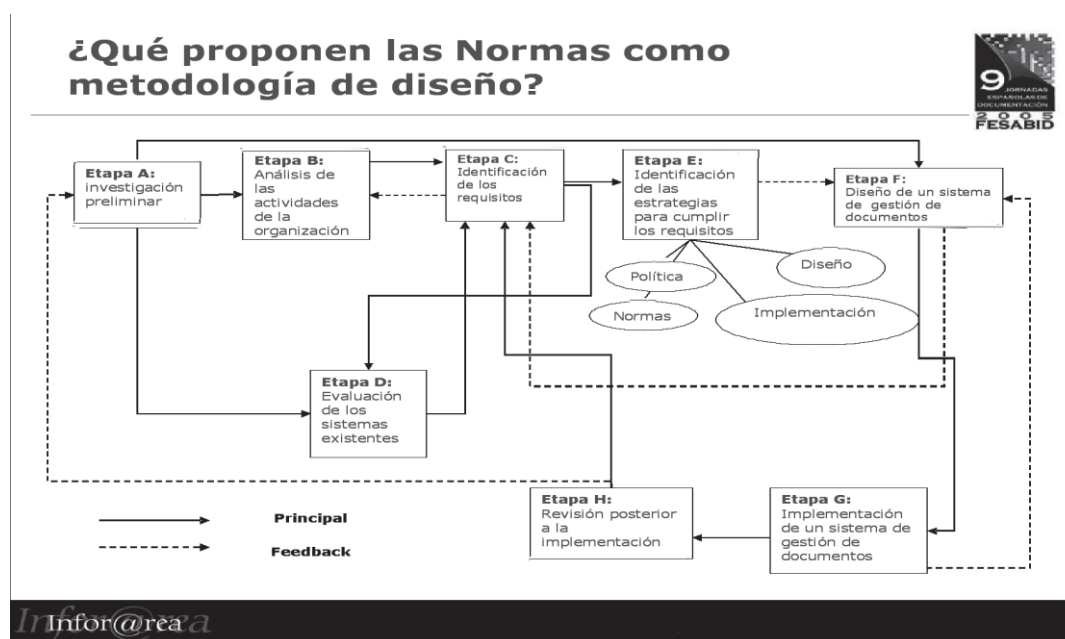 ¿Qué proponen las Normas como
metodología de diseño?
9
JORNADAS
ESPAÑOLAS DE
DOCUMENTACIÓN
2005
FESABID
Etapa A:
investigación
preliminar
Etapa B:
Análisis de
las
actividades
de la
organización
Etapa C:
Identificación
de los
requisitos
Etapa E:
Identificación
de las
estrategias
para cumplir
los requisitos
Etapa F:
Diseño de un sistema
de gestión de
documentos
Política
Diseño
Normas
Implementación
Etapa D:
Evaluación
de los
sistemas
existentes
Etapa H:
Revisión posterior
a la
implementación
Etapa G:
Implementación
de un sistema de
gestión de
documentos
Principal
Feedback
Infor@rea
Infor@rea